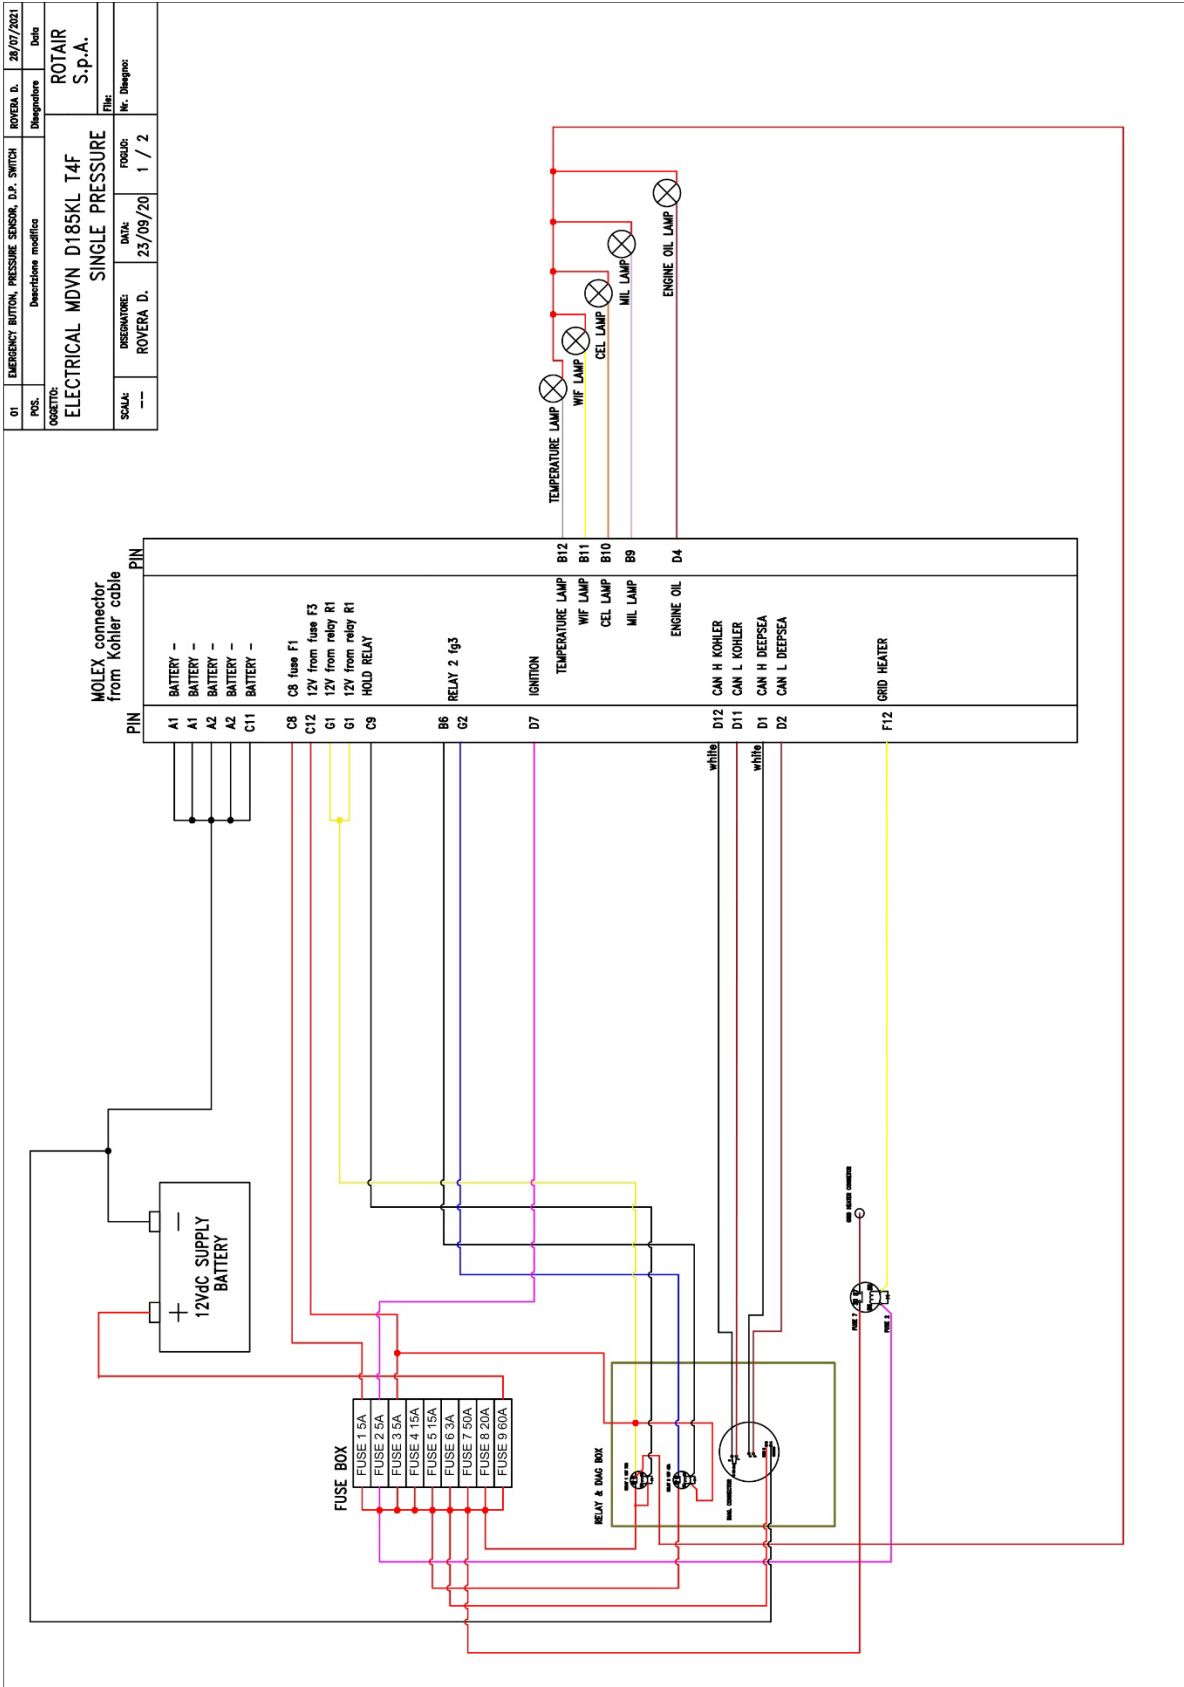 01 EMERGENCY BUTTON, PRESSURE SENSOR, D.P. SWITCH ROVERA D. 28/07/2021
POS. Descrizione modifica Disegnatore Data
OGGETTO:
ELECTRICAL MDVN D185KL T4F
SINGLE PRESSURE
ROTAIR
S.p.A.
File:
SCALA:
--
DISEGNATORE:
ROVERA D.
DATA:
23/09/20
FOGLIO:
1 / 2
Nr. Disegno:
MOLEX connector
from Kohler cable
PIN
PIN
A1 BATTERY -
A1 BATTERY -
A2 BATTERY -
A2 BATTERY -
C11 BATTERY -
C8 C8 fuse F1
C12 12V from fuse F3
G1 12V from relay R1
G1 12V from relay R1
C9 HOLD RELAY
B6 RELAY 2 fg3
G2
D7 IGNITION
TEMPERATURE LAMP B12
WIF LAMP B11
CEL LAMP B10
MIL LAMP B9
ENGINE OIL D4
white D12 CAN H KOHLER
D11 CAN L KOHLER
white D1 CAN H DEEPSEA
D2 CAN L DEEPSEA
F12 GRID HEATER
TEMPERATURE LAMP
WIF LAMP
CEL LAMP
MIL LAMP
ENGINE OIL LAMP
12VdC SUPPLY
BATTERY
+
-
FUSE BOX
FUSE 1 5A
FUSE 2 5A
FUSE 3 5A
FUSE 4 15A
FUSE 5 15A
FUSE 6 3A
FUSE 7 50A
FUSE 8 20A
FUSE 9 60A
RELAY & DIAG BOX
GRID HEATER CONNECTOR
FUSE 7
FUSE 2